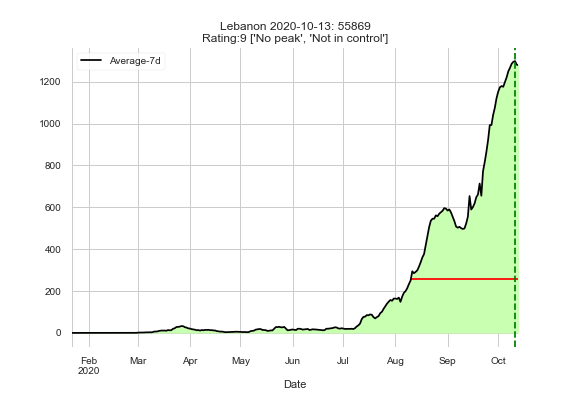 Lebanon 2020-10-13: 55869
Rating:9 ['No peak', 'Not in control']
Average-7d
1200
1000
800
600
400
200
0
Feb Mar Apr May Jun Jul Aug Sep Oct
2020
Date